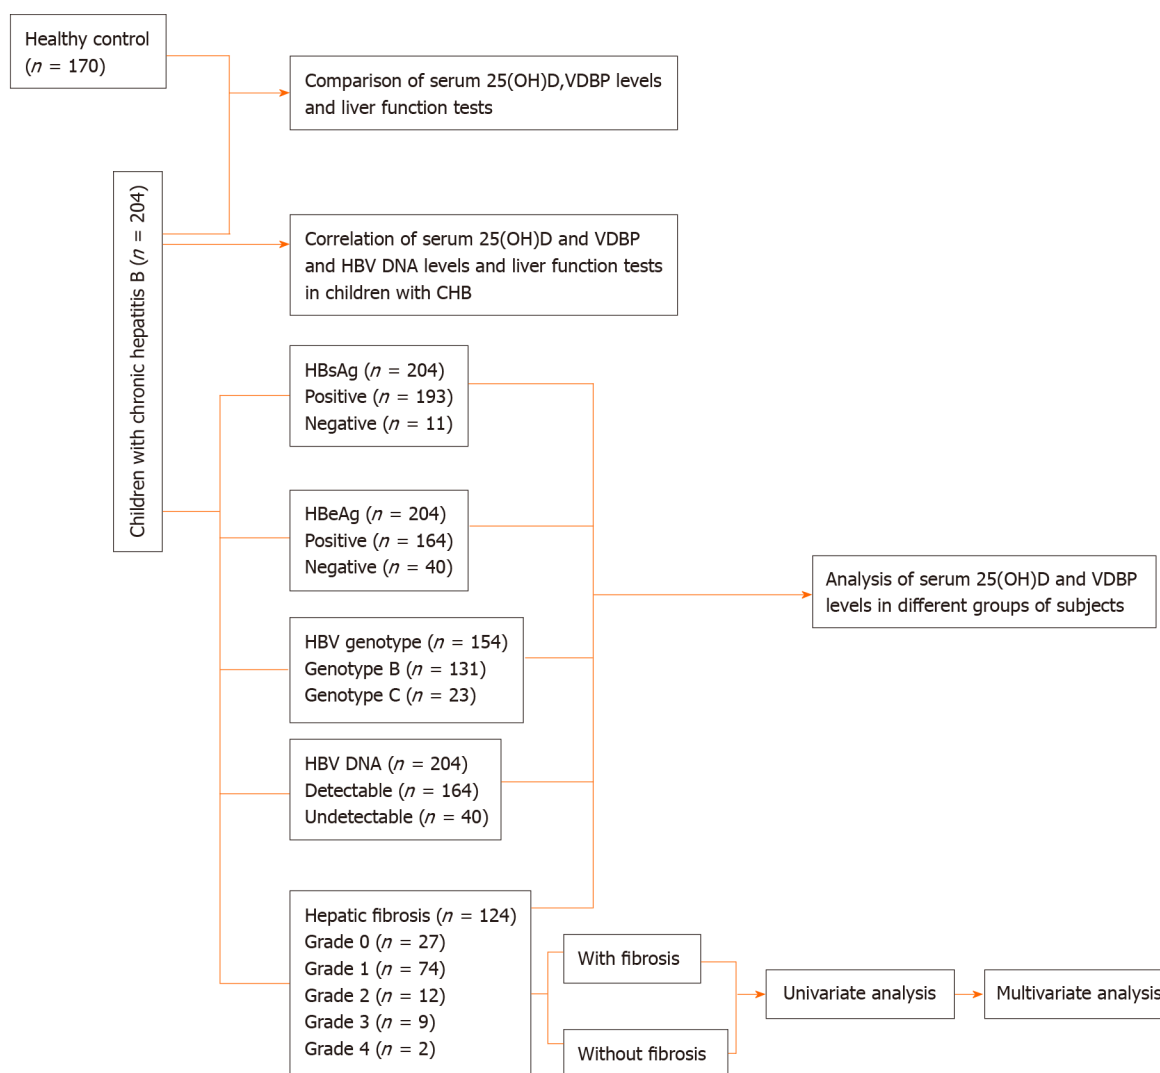 Healthy control
(n = 170)
Comparison of serum 25(OH)D,VDBP levels
and liver function tests
Children with chronic hepatitis B (n = 204)
Correlation of serum 25(OH)D and VDBP
and HBV DNA levels and liver function tests
in children with CHB
HBsAg (n = 204)
Positive (n = 193)
Negative (n = 11)
HBeAg (n = 204)
Positive (n = 164)
Negative (n = 40)
Analysis of serum 25(OH)D and VDBP
levels in different groups of subjects
HBV genotype (n = 154)
Genotype B (n = 131)
Genotype C (n = 23)
HBV DNA (n = 204)
Detectable (n = 164)
Undetectable (n = 40)
Hepatic fibrosis (n = 124)
Grade 0 (n = 27)
Grade 1 (n = 74)
Grade 2 (n = 12)
Grade 3 (n = 9)
Grade 4 (n = 2)
With fibrosis
Without fibrosis
Univariate analysis
Multivariate analysis